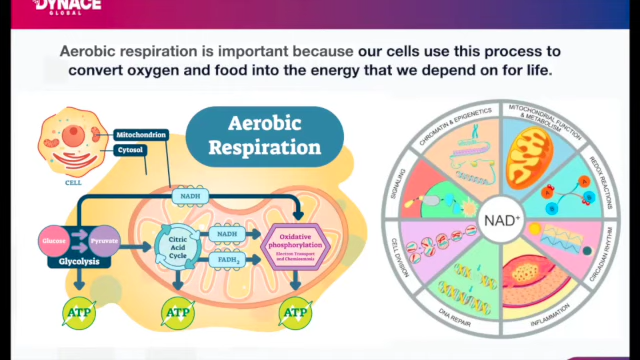 DYNACE
GLOBAL
Aerobic respiration is important because our cells use this process to
convert oxygen and food into the energy that we depend on for life.
Aerobic
Respiration
Mitochondrion
Cytosol
CELL
NADH
Glucose
Pyruvate
Glycolysis
Citric
Acid
Cycle
NADH
FADH₂
Oxidative
phosphorylation
Electron Transport
and Chemiosmosis
ATP
ATP
ATP
CHROMATIN & EPIGENETICS
MITOCHONDRIAL FUNCTION
& METABOLISM
REDOX REACTIONS
CIRCADIAN RHYTHM
INFLAMMATION
DNA REPAIR
CELL DIVISION
SIGNALING
NAD⁺